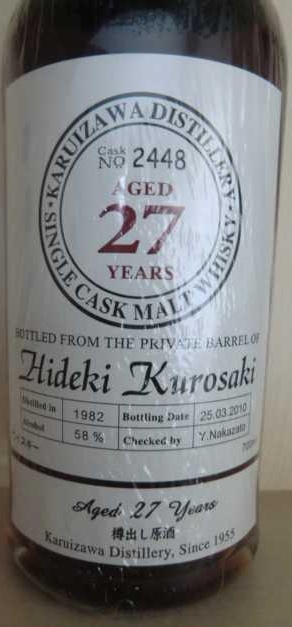 KARUIZAWA DISTILLERY
Cask
No 2448
AGED
27
YEARS
SINGLE CASK MALT WHISKY
BOTTLED FROM THE PRIVATE BARREL OF
Hideki Kurosaki
Distilled in 1982 Bottling Date 25.03.2010
Alcohol 58 % Checked by Y.Nakazato
700ml
Aged 27 Years
樽出し原酒
Karuizawa Distillery, Since 1955